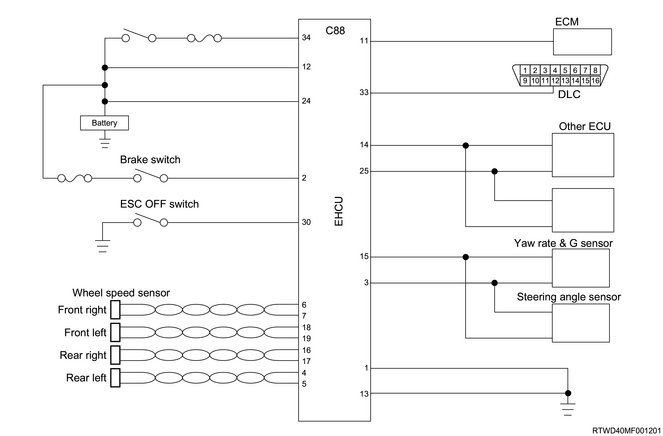 ECM
C88
34
11
12
1 2 3 4 5 6 7 8
9 10 11 12 13 14 15 16
33
DLC
24
Battery
Other ECU
14
Brake switch
25
2
ESC OFF switch
EHCU
30
Yaw rate & G sensor
15
3
Wheel speed sensor
Steering angle sensor
Front right
6
7
Front left
18
19
Rear right
16
17
Rear left
4
5
1
13
RTWD40MF001201